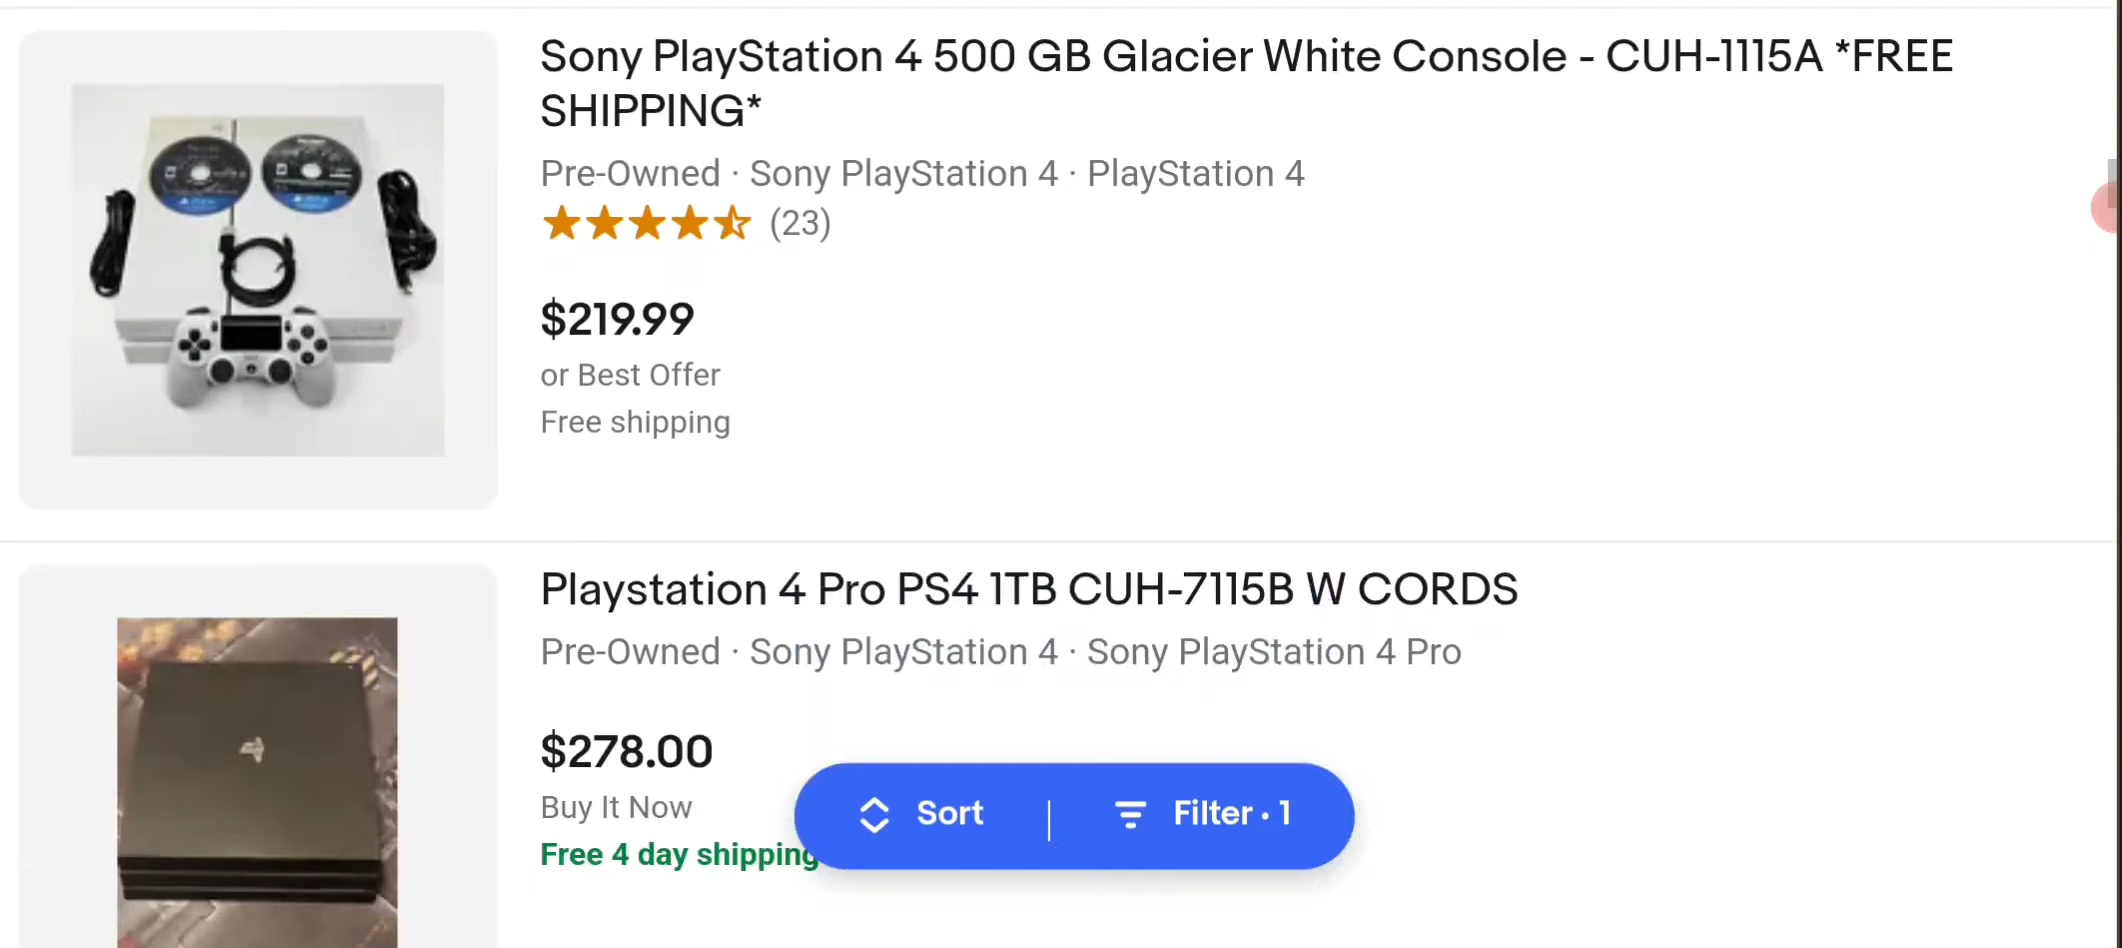 Sony PlayStation 4 500 GB Glacier White Console - CUH-1115A *FREE
SHIPPING*
Pre-Owned · Sony PlayStation 4 · PlayStation 4
(23)
$219.99
or Best Offer
Free shipping
Playstation 4 Pro PS4 1TB CUH-7115B W CORDS
Pre-Owned · Sony PlayStation 4 · Sony PlayStation 4 Pro
$278.00
Buy It Now
Free 4 day shipping
Sort
Filter · 1